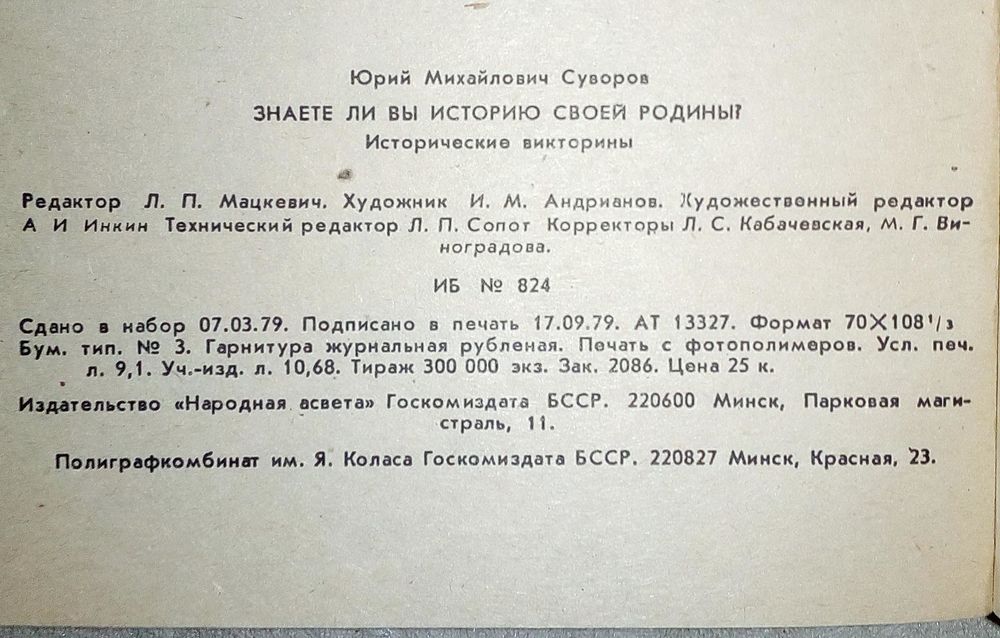 Юрий Михайлович Суворов
ЗНАЕТЕ ЛИ ВЫ ИСТОРИЮ СВОЕЙ РОДИНЫ?
Исторические викторины
Редактор Л. П. Мацкевич. Художник И. М. Андрианов. Художественный редактор
А И Инкин Технический редактор Л. П. Сопот Корректоры Л. С. Кабачевская, М. Г. Ви-
ноградова.
ИБ № 824
Сдано в набор 07.03.79. Подписано в печать 17.09.79. АТ 13327. Формат 70×108¹/з
Бум. тип. № 3. Гарнитура журнальная рубленая. Печать с фотополимеров. Усл. печ.
л. 9,1. Уч.-изд. л. 10,68. Тираж 300 000 экз. Зак. 2086. Цена 25 к.
Издательство «Народная асвета» Госкомиздата БССР. 220600 Минск, Парковая маги-
страль, 11.
Полиграфкомбинат им. Я. Коласа Госкомиздата БССР. 220827 Минск, Красная, 23.